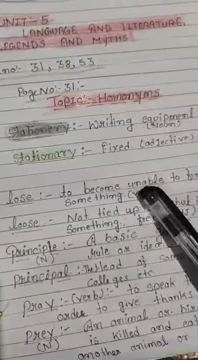 UNIT - 5
LANGUAGE AND LITERATURE,
LEGENDS AND MYTHS
no:- 31, 38, 53
Page No: 31
Topic:- Homonyms
Stationery :- Writing equipment
(Noun)
Stationary :- Fixed (adjective)
lose :- to become unable to
Something
loose :- Not tied up
Something
Principle :- A basic
(N) Rule or
Principal :- Head of
(N) Colleges etc
Pray :- (verb) :- to speak
order to give thanks
Prey :- An animal or
(N) is killed and
another animal or